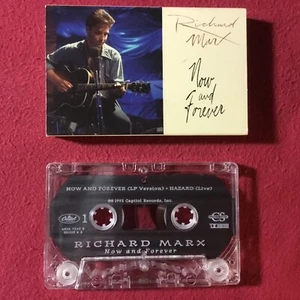 Richard
Marx
Now
and
Forever
NOW AND FOREVER (LP Version) • HAZARD (Live)
Capitol Records, Inc.
RICHARD MARX
Now and Forever